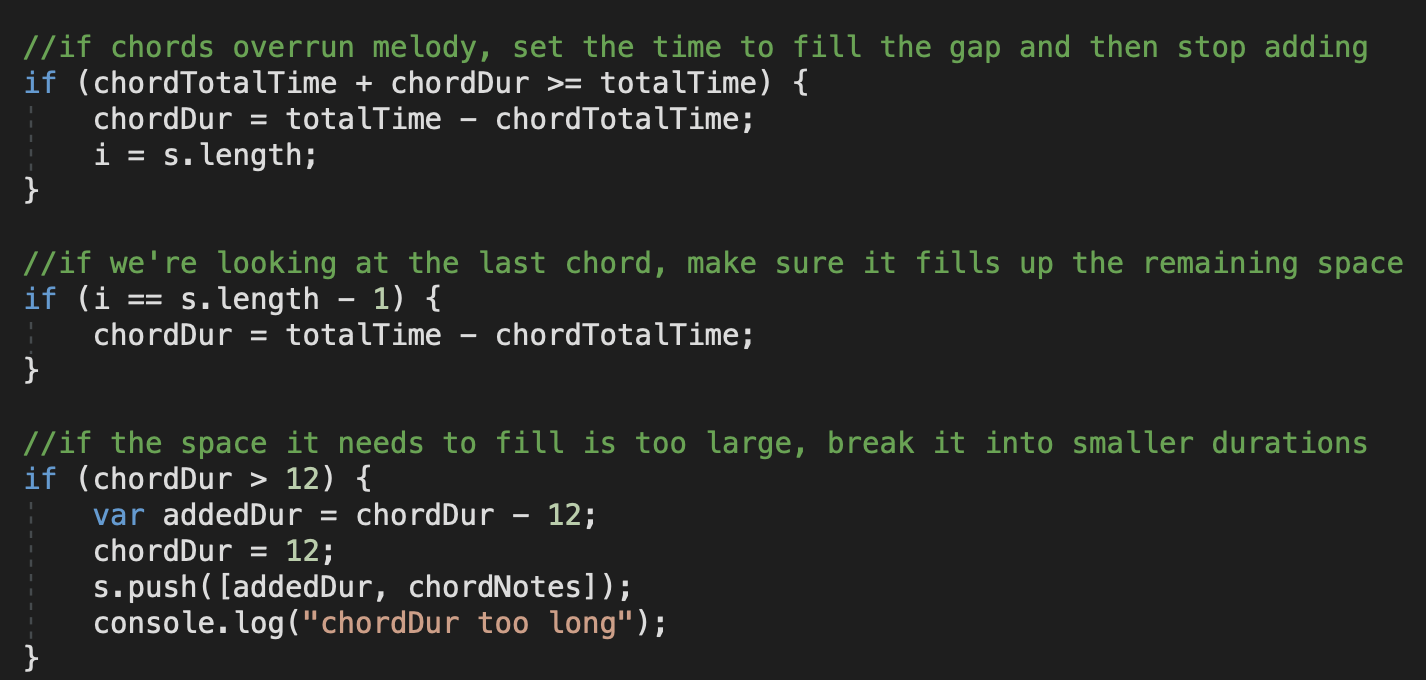 //if chords overrun melody, set the time to fill the gap and then stop adding
if (chordTotalTime + chordDur >= totalTime) {
    chordDur = totalTime - chordTotalTime;
    i = s.length;
}

//if we're looking at the last chord, make sure it fills up the remaining space
if (i == s.length - 1) {
    chordDur = totalTime - chordTotalTime;
}

//if the space it needs to fill is too large, break it into smaller durations
if (chordDur > 12) {
    var addedDur = chordDur - 12;
    chordDur = 12;
    s.push([addedDur, chordNotes]);
    console.log("chordDur too long");
}